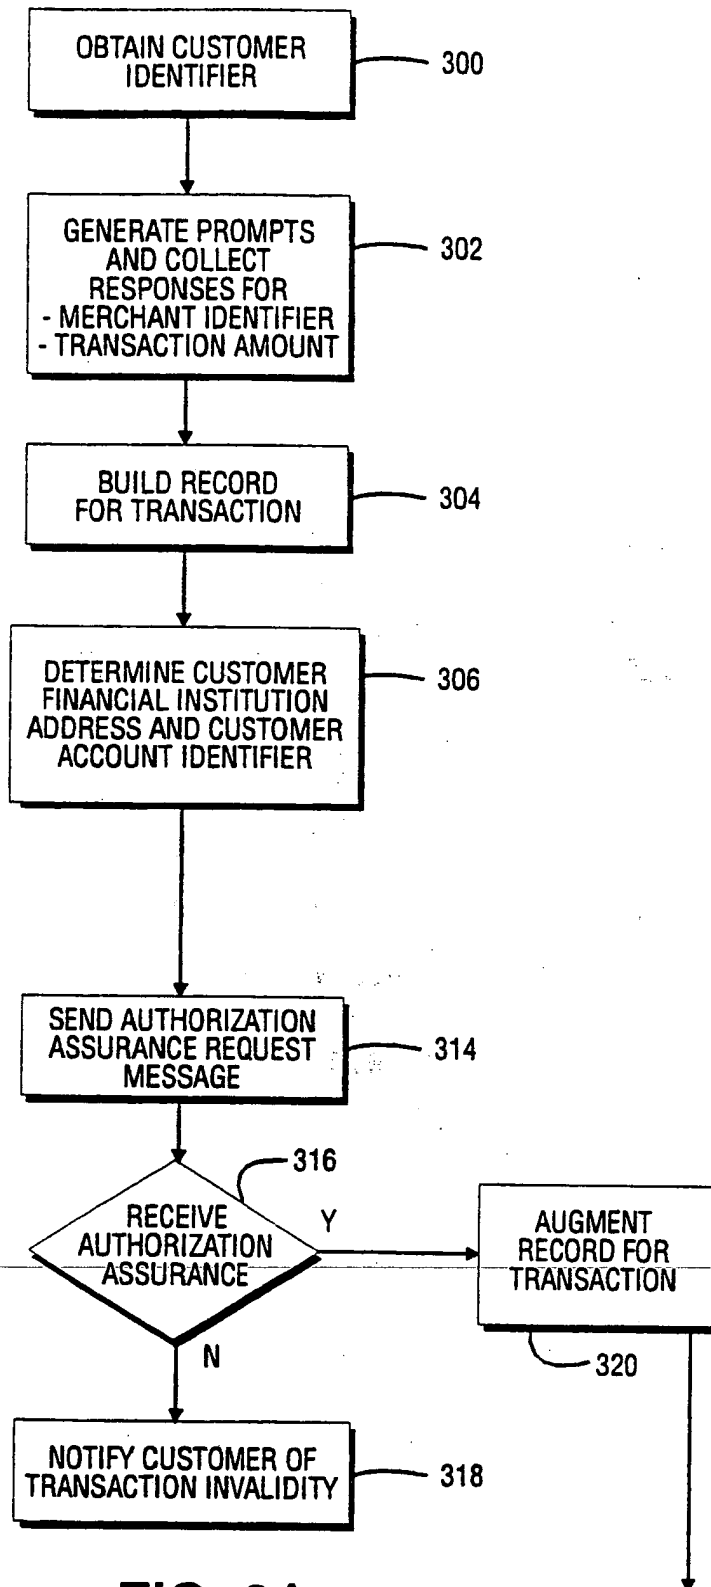 OBTAIN CUSTOMER
IDENTIFIER
300
GENERATE PROMPTS
AND COLLECT
RESPONSES FOR
- MERCHANT IDENTIFIER
- TRANSACTION AMOUNT
302
BUILD RECORD
FOR TRANSACTION
304
DETERMINE CUSTOMER
FINANCIAL INSTITUTION
ADDRESS AND CUSTOMER
ACCOUNT IDENTIFIER
306
SEND AUTHORIZATION
ASSURANCE REQUEST
MESSAGE
314
316
RECEIVE
AUTHORIZATION
ASSURANCE
Y
N
AUGMENT
RECORD FOR
TRANSACTION
320
NOTIFY CUSTOMER OF
TRANSACTION INVALIDITY
318